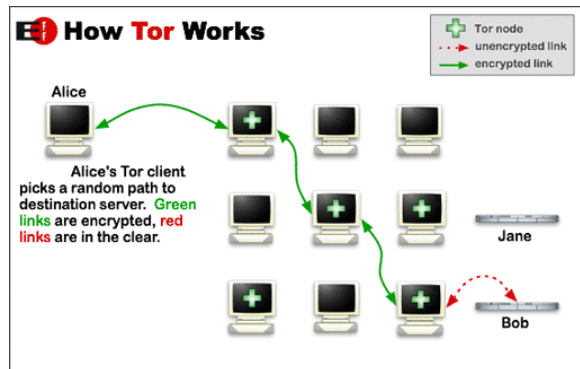 EFF How Tor Works
Tor node
unencrypted link
encrypted link
Alice
Alice's Tor client
picks a random path to
destination server. Green
links are encrypted, red
links are in the clear.
Jane
Bob